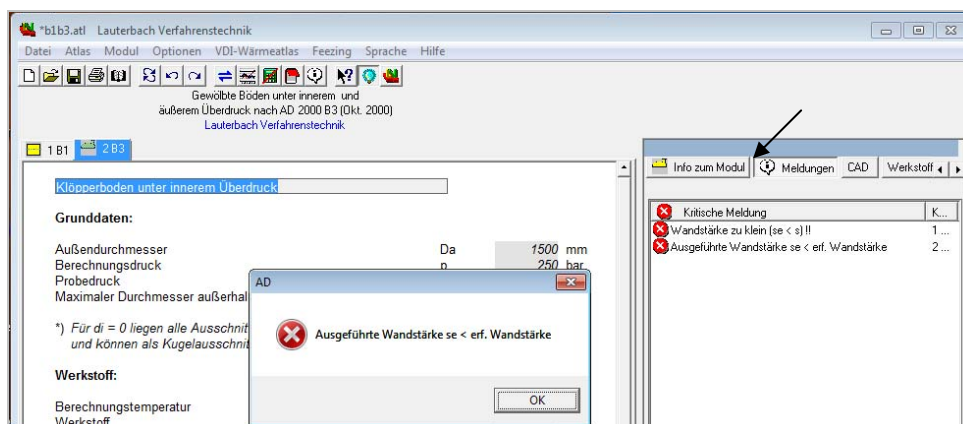 *b1b3.atl Lauterbach Verfahrenstechnik
Datei Atlas Modul Optionen VDI-Wärmeatlas Feezing Sprache Hilfe
Gewölbte Böden unter innerem und
äußerem Überdruck nach AD 2000 B3 (Okt. 2000)
Lauterbach Verfahrenstechnik
1 B1 2 B3
Info zum Modul Meldungen CAD Werkstoff
Klöpperboden unter innerem Überdruck
Kritische Meldung K...
Wandstärke zu klein (se < s) !! 1 ...
Ausgeführte Wandstärke se < erf. Wandstärke 2 ...
Grunddaten:
Außendurchmesser Da 1500 mm
Berechnungsdruck p 250 bar
Probedruck
Maximaler Durchmesser außerhal
*) Für di = 0 liegen alle Ausschnit
und können als Kugelausschnit
Werkstoff:
Berechnungstemperatur
Werkstoff
AD
Ausgeführte Wandstärke se < erf. Wandstärke
OK